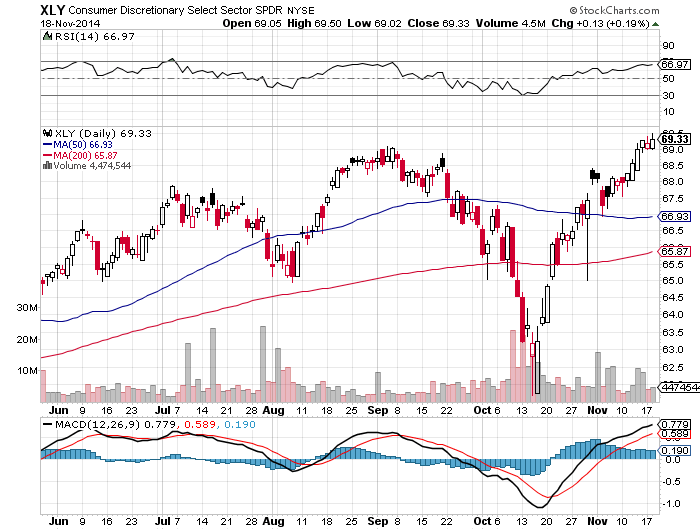 XLY Consumer Discretionary Select Sector SPDR NYSE © StockCharts.com
18-Nov-2014 Open 69.05 High 69.50 Low 69.02 Close 69.33 Volume 4.5M Chg +0.13 (+0.19%)
RSI(14) 66.97
90
70
66.97
50
30
10
XLY (Daily) 69.33
MA(50) 66.93
MA(200) 65.87
Volume 4,474,544
69.33
69.0
68.5
68.0
67.5
66.93
66.5
65.87
65.5
65.0
64.5
64.0
63.5
63.0
62.5
4474544
30M
20M
10M
Jun 9 16 23 Jul 7 14 21 28 Aug 11 18 25 Sep 8 15 22 Oct 6 13 20 27 Nov 10 17
MACD(12,26,9) 0.779, 0.589, 0.190
0.779
0.589
0.190
0.0
-0.5
-1.0
Jun 9 16 23 Jul 7 14 21 28 Aug 11 18 25 Sep 8 15 22 Oct 6 13 20 27 Nov 10 17